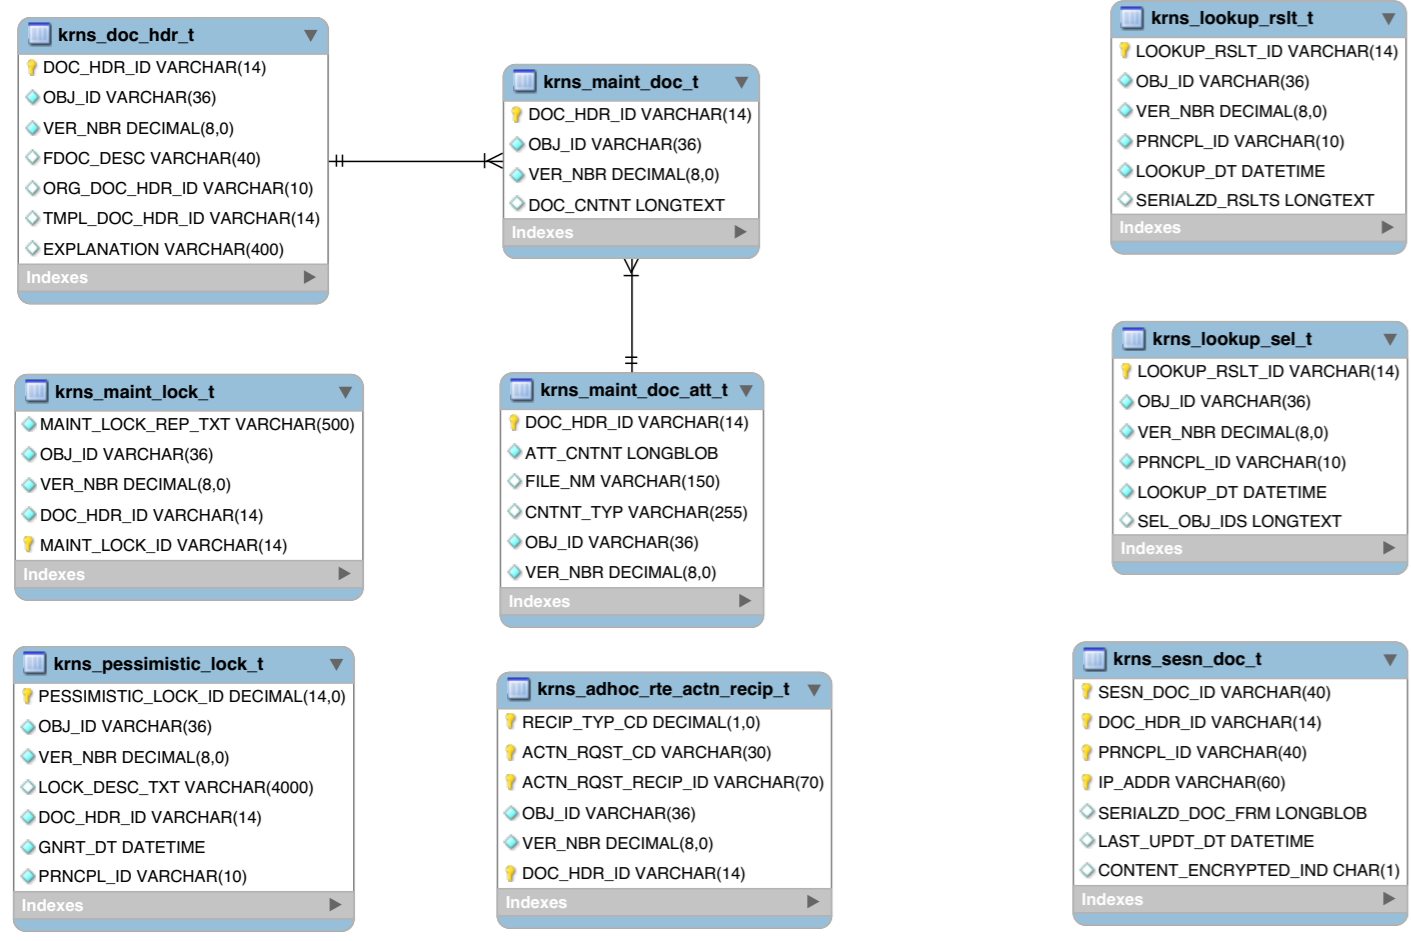 krns_doc_hdr_t
DOC_HDR_ID VARCHAR(14)
OBJ_ID VARCHAR(36)
VER_NBR DECIMAL(8,0)
FDOC_DESC VARCHAR(40)
ORG_DOC_HDR_ID VARCHAR(10)
TMPL_DOC_HDR_ID VARCHAR(14)
EXPLANATION VARCHAR(400)
Indexes
krns_maint_doc_t
DOC_HDR_ID VARCHAR(14)
OBJ_ID VARCHAR(36)
VER_NBR DECIMAL(8,0)
DOC_CNTNT LONGTEXT
Indexes
krns_lookup_rslt_t
LOOKUP_RSLT_ID VARCHAR(14)
OBJ_ID VARCHAR(36)
VER_NBR DECIMAL(8,0)
PRNCPL_ID VARCHAR(10)
LOOKUP_DT DATETIME
SERIALZD_RSLTS LONGTEXT
Indexes
krns_maint_lock_t
MAINT_LOCK_REP_TXT VARCHAR(500)
OBJ_ID VARCHAR(36)
VER_NBR DECIMAL(8,0)
DOC_HDR_ID VARCHAR(14)
MAINT_LOCK_ID VARCHAR(14)
Indexes
krns_maint_doc_att_t
DOC_HDR_ID VARCHAR(14)
ATT_CNTNT LONGBLOB
FILE_NM VARCHAR(150)
CNTNT_TYP VARCHAR(255)
OBJ_ID VARCHAR(36)
VER_NBR DECIMAL(8,0)
Indexes
krns_lookup_sel_t
LOOKUP_RSLT_ID VARCHAR(14)
OBJ_ID VARCHAR(36)
VER_NBR DECIMAL(8,0)
PRNCPL_ID VARCHAR(10)
LOOKUP_DT DATETIME
SEL_OBJ_IDS LONGTEXT
Indexes
krns_pessimistic_lock_t
PESSIMISTIC_LOCK_ID DECIMAL(14,0)
OBJ_ID VARCHAR(36)
VER_NBR DECIMAL(8,0)
LOCK_DESC_TXT VARCHAR(4000)
DOC_HDR_ID VARCHAR(14)
GNRT_DT DATETIME
PRNCPL_ID VARCHAR(10)
Indexes
krns_adhoc_rte_actn_recip_t
RECIP_TYP_CD DECIMAL(1,0)
ACTN_RQST_CD VARCHAR(30)
ACTN_RQST_RECIP_ID VARCHAR(70)
OBJ_ID VARCHAR(36)
VER_NBR DECIMAL(8,0)
DOC_HDR_ID VARCHAR(14)
Indexes
krns_sesn_doc_t
SESN_DOC_ID VARCHAR(40)
DOC_HDR_ID VARCHAR(14)
PRNCPL_ID VARCHAR(40)
IP_ADDR VARCHAR(60)
SERIALZD_DOC_FRM LONGBLOB
LAST_UPDT_DT DATETIME
CONTENT_ENCRYPTED_IND CHAR(1)
Indexes